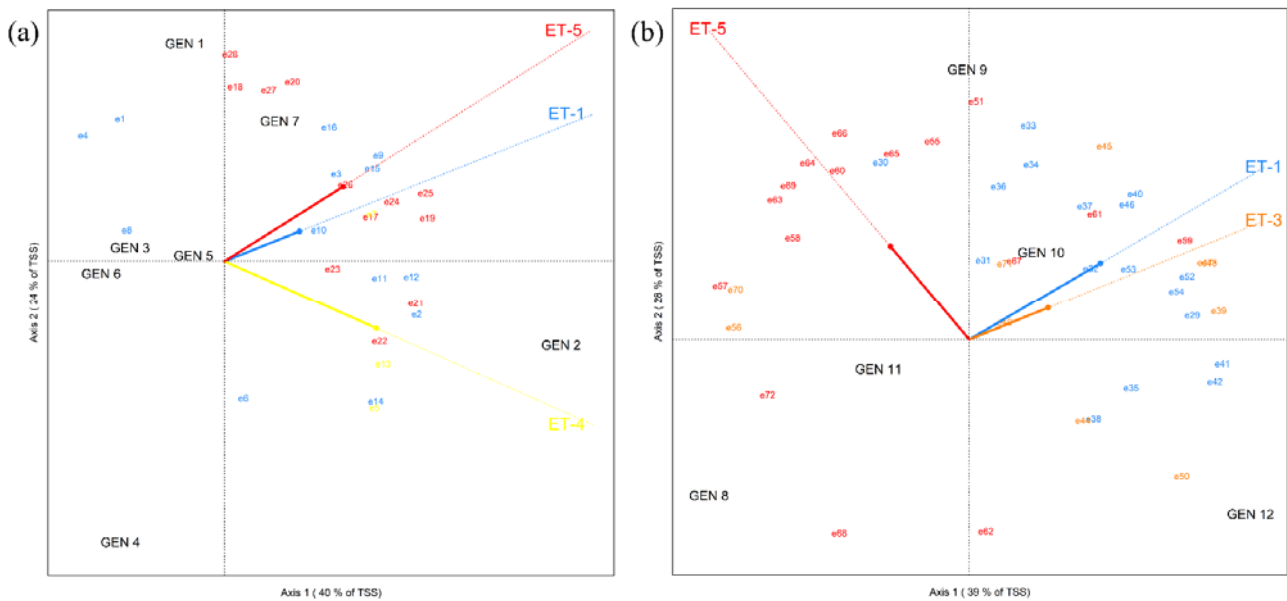 (a)
ET-5
GEN 1
e28
e18
e27
e20
ET-1
e1
e4
GEN 7
e16
e9
e3
e15
e26
e25
e24
e17
e19
e8
e10
GEN 3
GEN 5
GEN 6
e23
e11
e12
e21
e2
e22
GEN 2
e13
e6
e14
e5
ET-4
GEN 4
Axis 2 ( 24 % of TSS)
Axis 1 ( 40 % of TSS)
(b)
ET-5
GEN 9
e51
e66
e33
e55
e65
e45
e64
e30
e60
e34
ET-1
e69
e36
e63
e40
e37
e46
e61
ET-3
e58
e59
GEN 10
e31
e67
e32
e53
e52
e57
e70
e54
e29
e39
e56
GEN 11
e41
e42
e35
e72
e38
e50
GEN 8
GEN 12
e68
e62
Axis 2 ( 28 % of TSS)
Axis 1 ( 39 % of TSS)